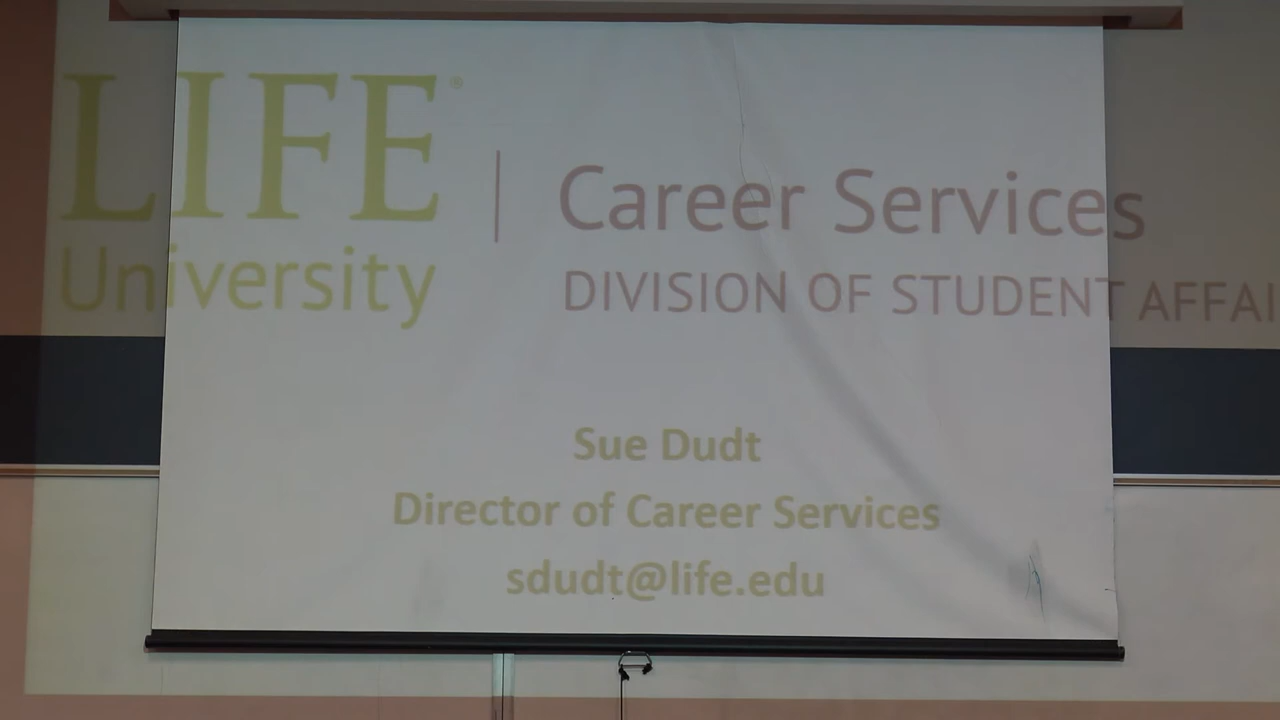 LIFE®
University
Career Services
DIVISION OF STUDENT AFFAI
Sue Dudt
Director of Career Services
sdudt@life.edu